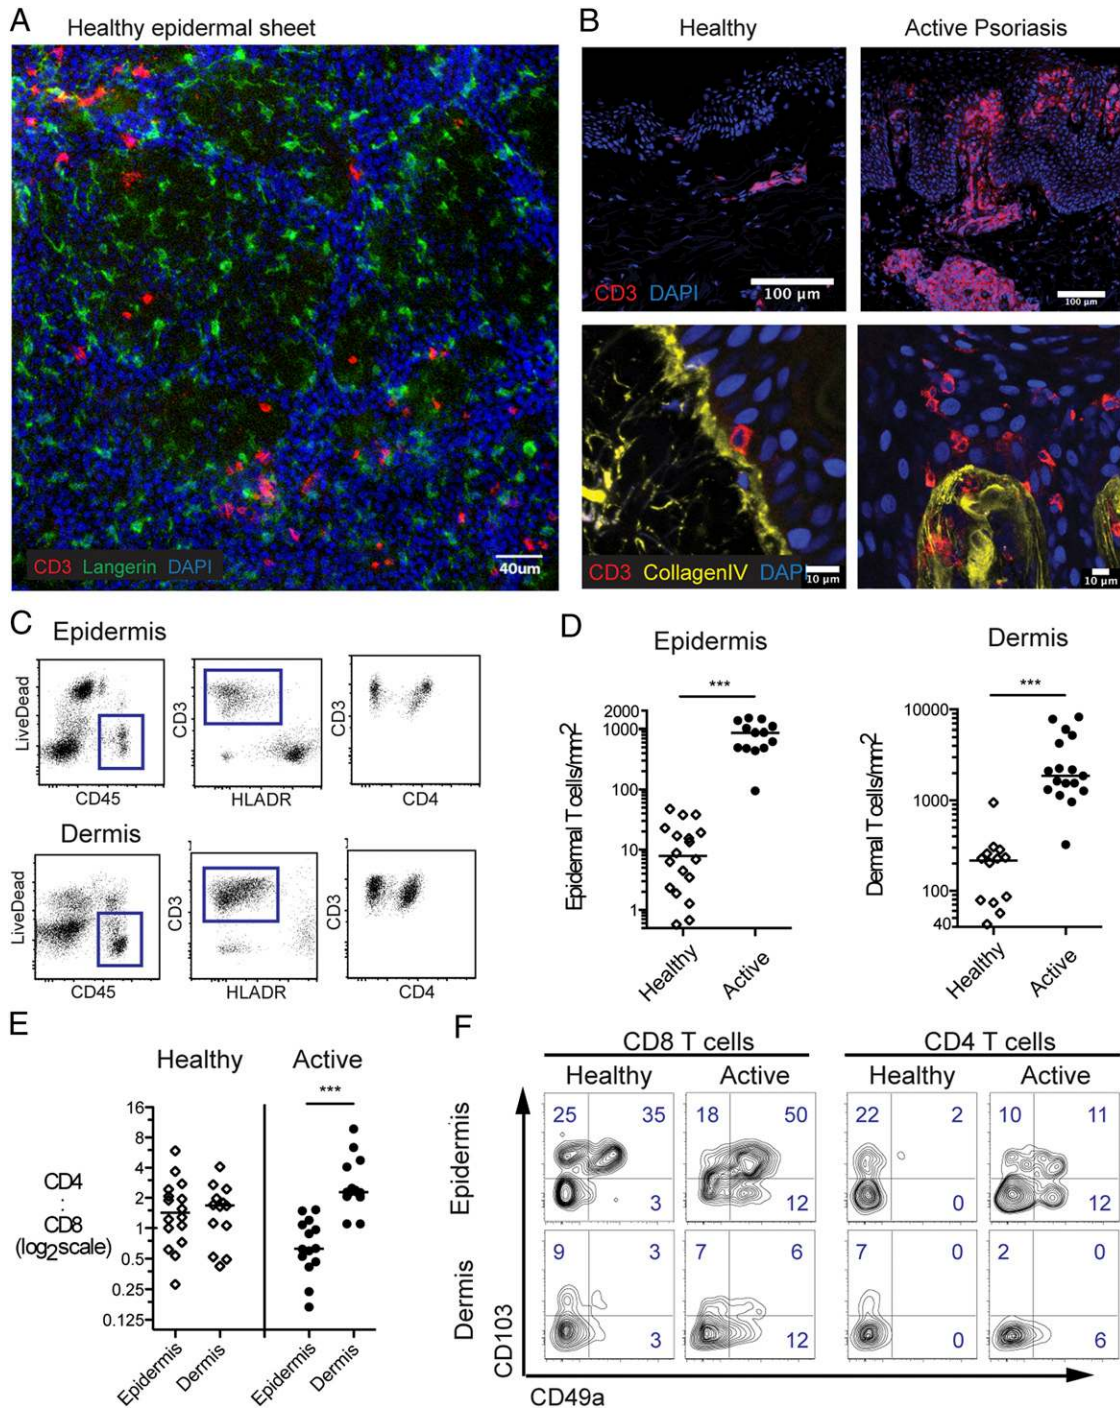 A
Healthy epidermal sheet
CD3 Langerin DAPI
40um
B
Healthy
Active Psoriasis
CD3 DAPI
100 µm
100 µm
CD3 CollagenIV DAPI
10 µm
10 µm
C
Epidermis
LiveDead
CD45
CD3
HLADR
CD3
CD4
Dermis
LiveDead
CD45
CD3
HLADR
CD3
CD4
D
Epidermis
***
Epidermal T cells/mm2
2000
1000
100
10
1
Healthy
Active
Dermis
***
Dermal T cells/mm2
10000
1000
100
40
Healthy
Active
E
Healthy
Active
***
CD4
:
CD8
(log2scale)
16
8
4
2
1
0.5
0.25
0.125
Epidermis
Dermis
Epidermis
Dermis
F
CD8 T cells
CD4 T cells
Healthy
Active
Healthy
Active
Epidermis
25 35
3
18 50
12
22 2
0
10 11
12
Dermis
9 3
3
7 6
12
7 0
0
2 0
6
CD103
CD49a